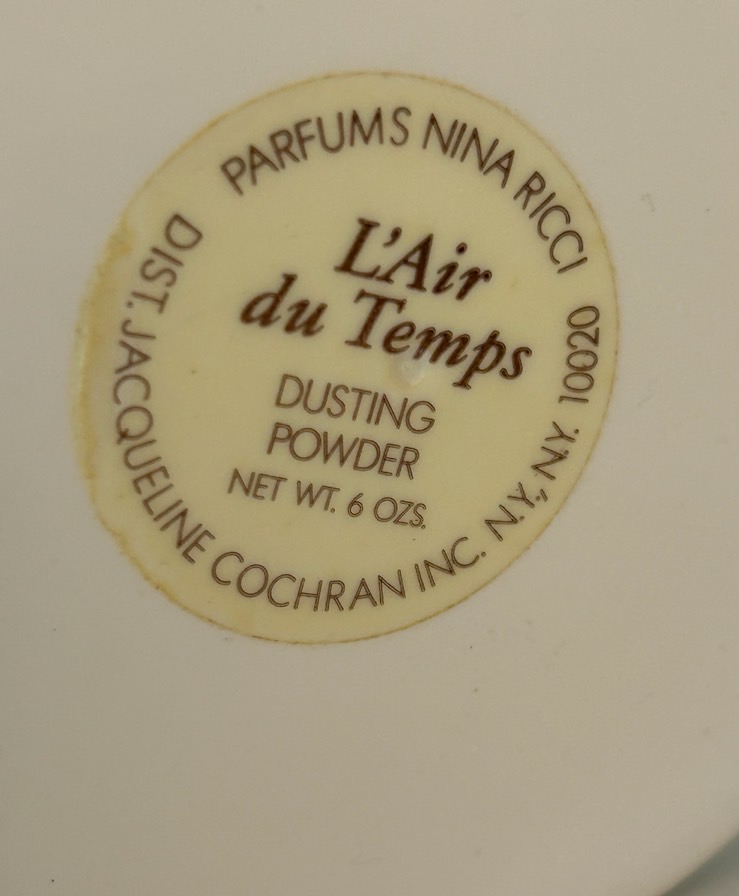 PARFUMS NINA RICCI
L'Air
du Temps
DUSTING
POWDER
NET WT. 6 OZS.
DIST. JACQUELINE COCHRAN INC. N.Y., N.Y. 10020